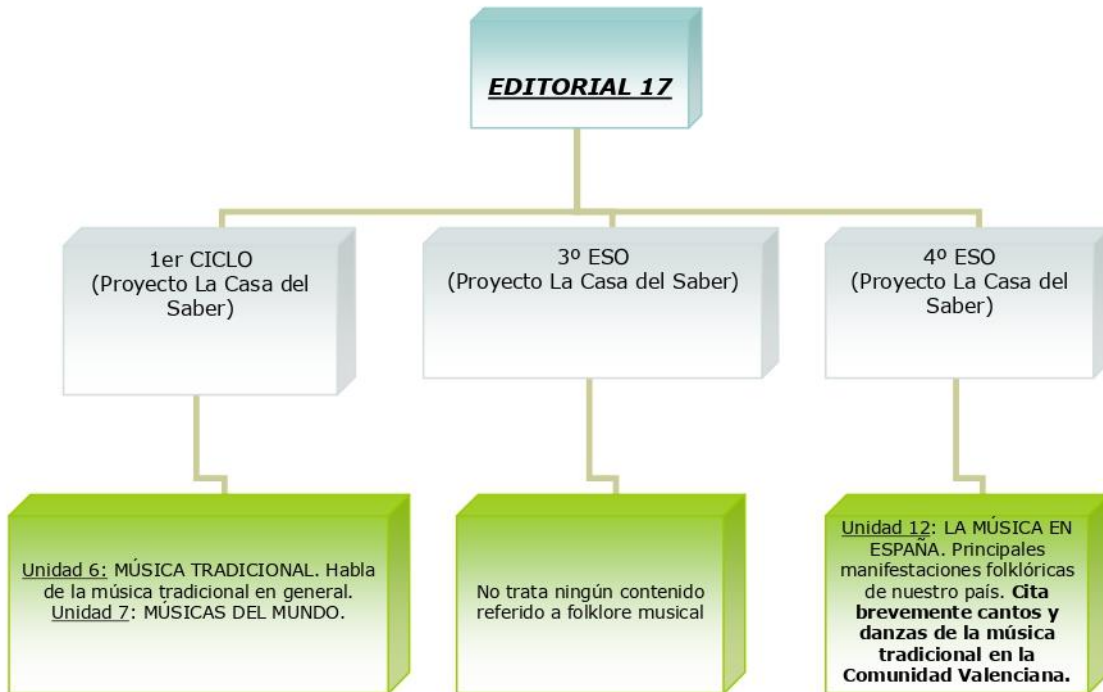 EDITORIAL 17
1er CICLO
(Proyecto La Casa del
Saber)
3º ESO
(Proyecto La Casa del Saber)
4º ESO
(Proyecto La Casa del
Saber)
Unidad 6: MÚSICA TRADICIONAL. Habla
de la música tradicional en general.
Unidad 7: MÚSICAS DEL MUNDO.
No trata ningún contenido
referido a folklore musical
Unidad 12: LA MÚSICA EN
ESPAÑA. Principales
manifestaciones folklóricas
de nuestro país. Cita
brevemente cantos y
danzas de la música
tradicional en la
Comunidad Valenciana.